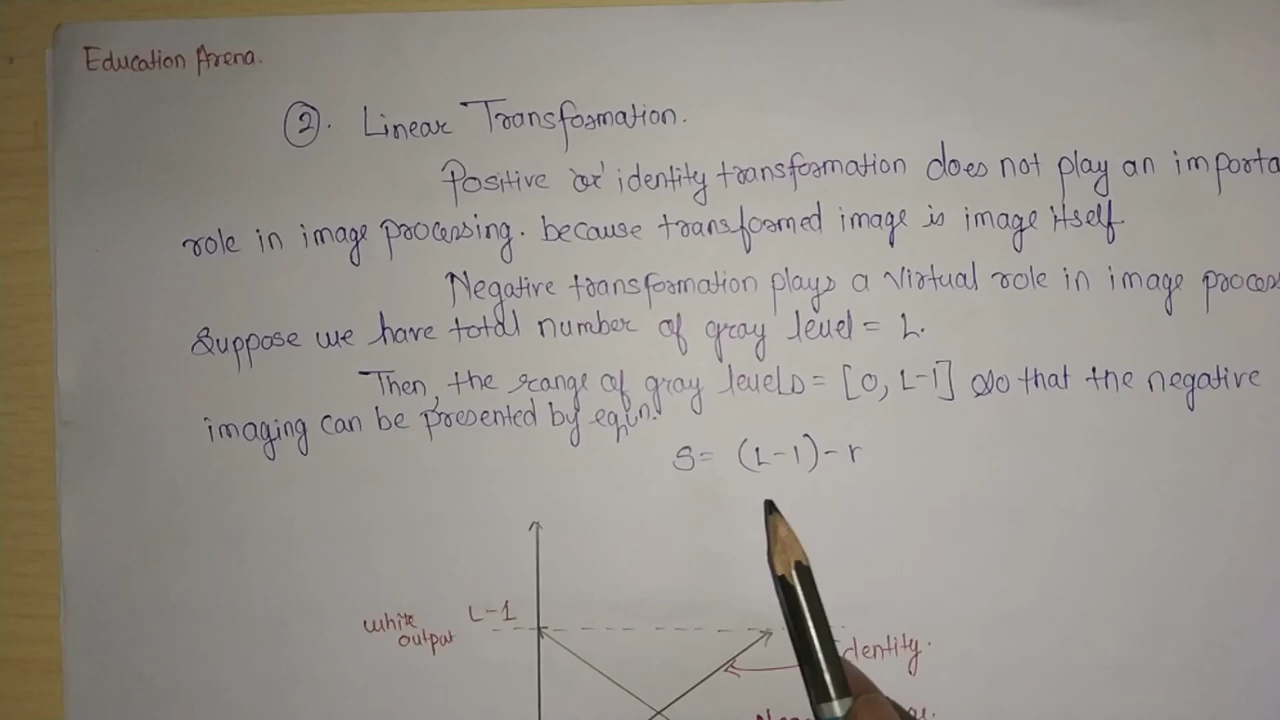 Education Arena.
2. Linear Transformation.
Positive or identity transformation does not play an importa
role in image processing. because transformed image is image itself
Negative transformation plays a virtual role in image proces
Suppose we have total number of gray level = L.
Then, the range of gray levels = [0, L-1] so that the negative
imaging can be presented by eqn.
S = (L-1)-r
L-1
white
output
dentity.